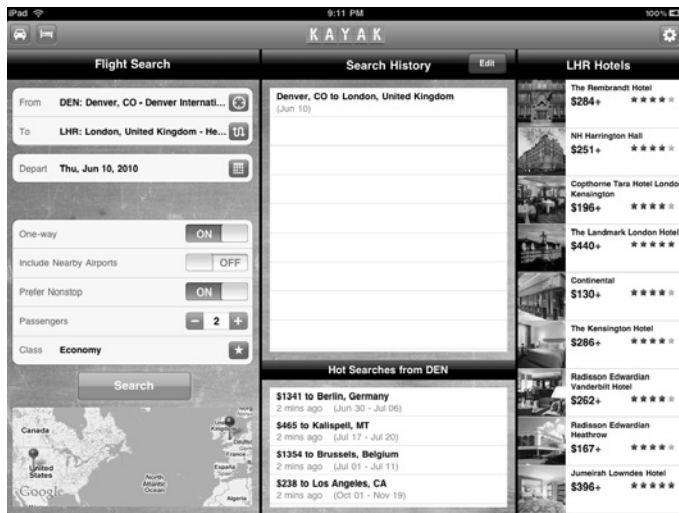 iPad
9:11 PM
100%
KAYAK
Flight Search
From DEN: Denver, CO - Denver Internati...
To LHR: London, United Kingdom - He...
Depart Thu, Jun 10, 2010
One-way ON
Include Nearby Airports OFF
Prefer Nonstop ON
Passengers 2
Class Economy
Search
Canada
United
States
North
Atlantic
Ocean
France
España
Algeria
Google
Search History
Edit
Denver, CO to London, United Kingdom
(Jun 10)
Hot Searches from DEN
$1341 to Berlin, Germany
2 mins ago (Jun 30 - Jul 06)
$465 to Kalispell, MT
2 mins ago (Jul 17 - Jul 20)
$1354 to Brussels, Belgium
2 mins ago (Jul 01 - Jul 11)
$238 to Los Angeles, CA
2 mins ago (Oct 01 - Nov 19)
LHR Hotels
The Rembrandt Hotel
$284+
NH Harrington Hall
$251+
Copthorne Tara Hotel Londo
Kensington
$196+
The Landmark London Hotel
$440+
Continental
$130+
The Kensington Hotel
$286+
Radisson Edwardian
Vanderbilt Hotel
$262+
Radisson Edwardian
Heathrow
$167+
Jumeirah Lowndes Hotel
$396+